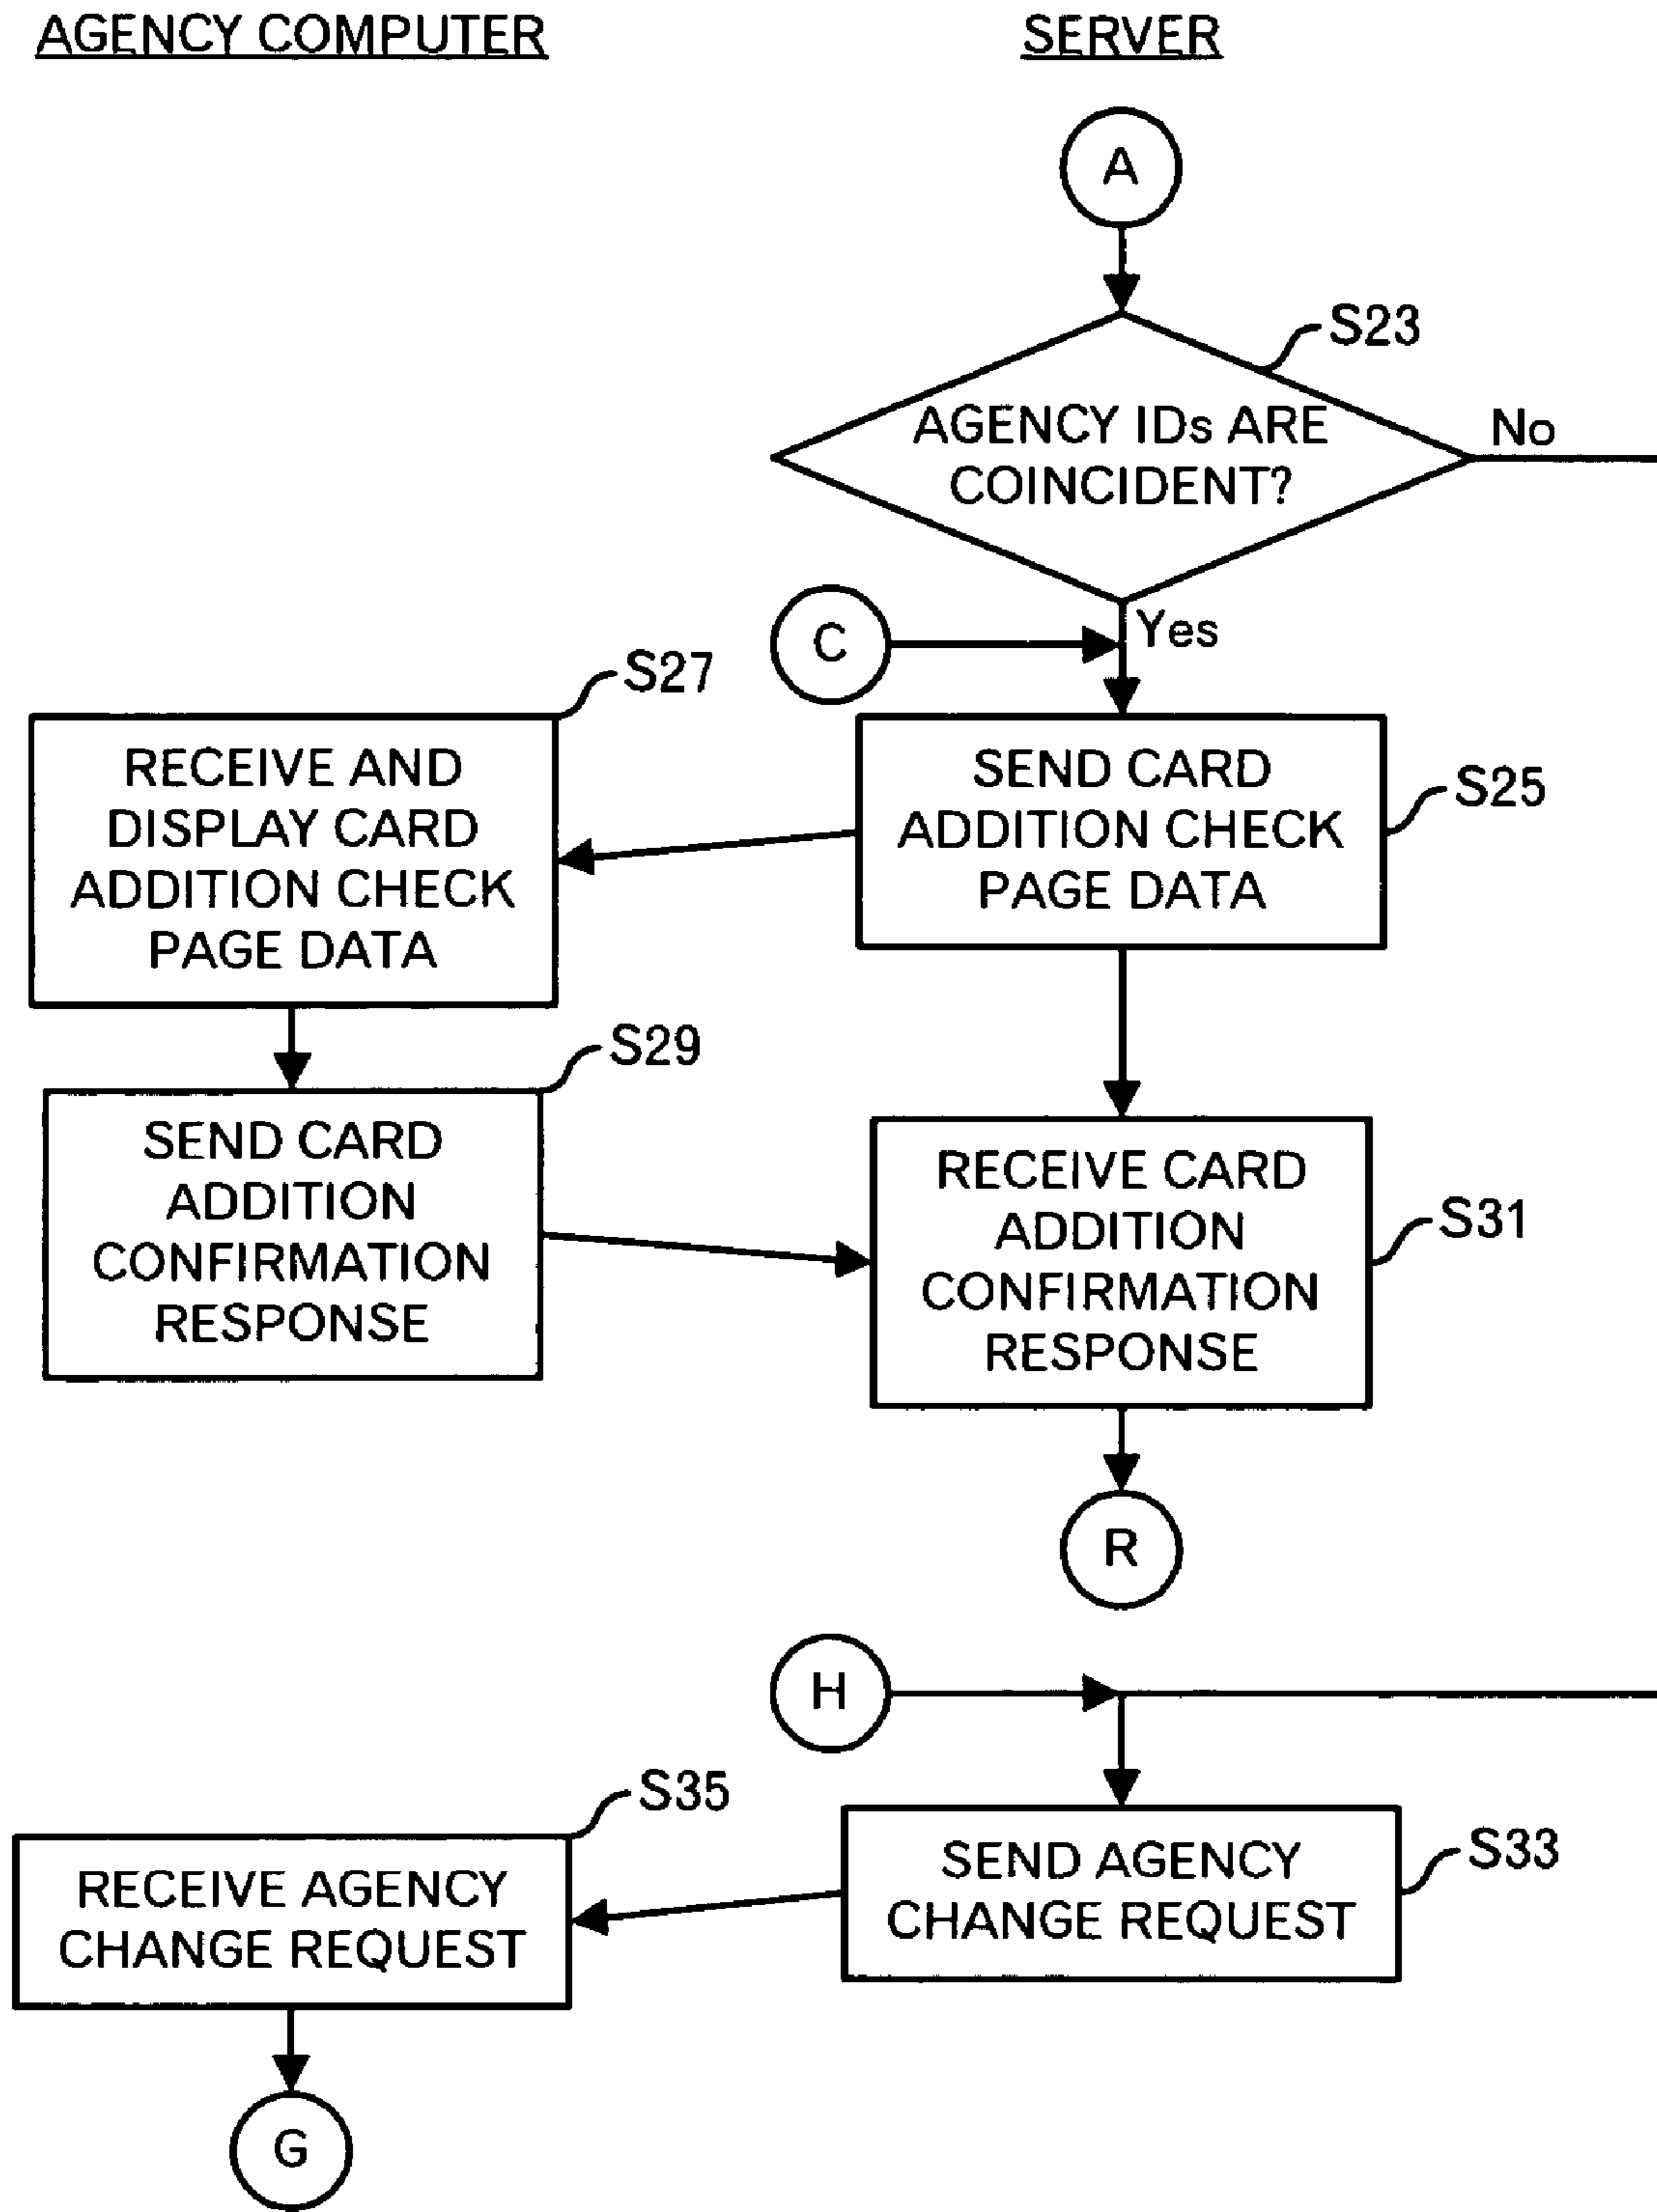 AGENCY COMPUTER
SERVER
A
S23
AGENCY IDs ARE
COINCIDENT?
No
Yes
C
S27
RECEIVE AND
DISPLAY CARD
ADDITION CHECK
PAGE DATA
SEND CARD
ADDITION CHECK
PAGE DATA
S25
S29
SEND CARD
ADDITION
CONFIRMATION
RESPONSE
RECEIVE CARD
ADDITION
CONFIRMATION
RESPONSE
S31
R
H
S35
RECEIVE AGENCY
CHANGE REQUEST
SEND AGENCY
CHANGE REQUEST
S33
G